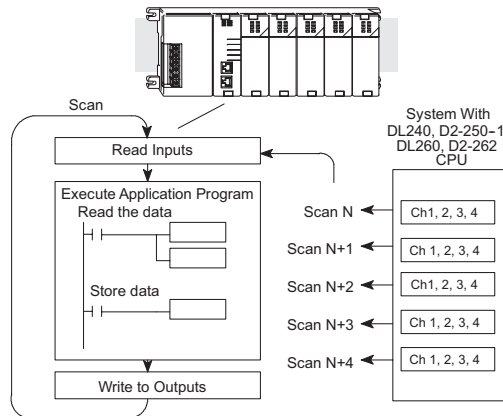 Scan
Read Inputs
Execute Application Program
Read the data
Store data
Write to Outputs
System With
DL240, D2-250-1
DL260, D2-262
CPU
Scan N
Ch1, 2, 3, 4
Scan N+1
Ch 1, 2, 3, 4
Scan N+2
Ch1, 2, 3, 4
Scan N+3
Ch 1, 2, 3, 4
Scan N+4
Ch 1, 2, 3, 4